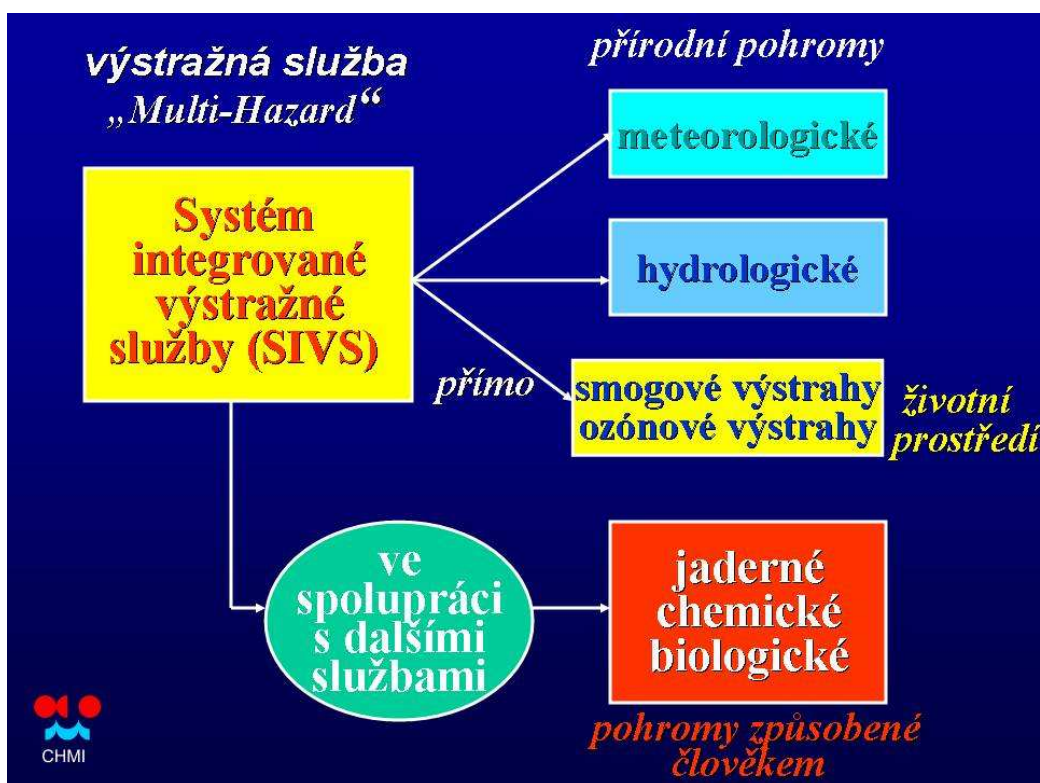 výstražná služba
„Multi-Hazard“
přírodní pohromy
meteorologické
Systém
integrované
výstražné
služby (SIVS)
hydrologické
přímo
smogové výstrahy
ozónové výstrahy
životní
prostředí
ve
spolupráci
s dalšími
službami
jaderné
chemické
biologické
pohromy způsobené
člověkem
CHMI